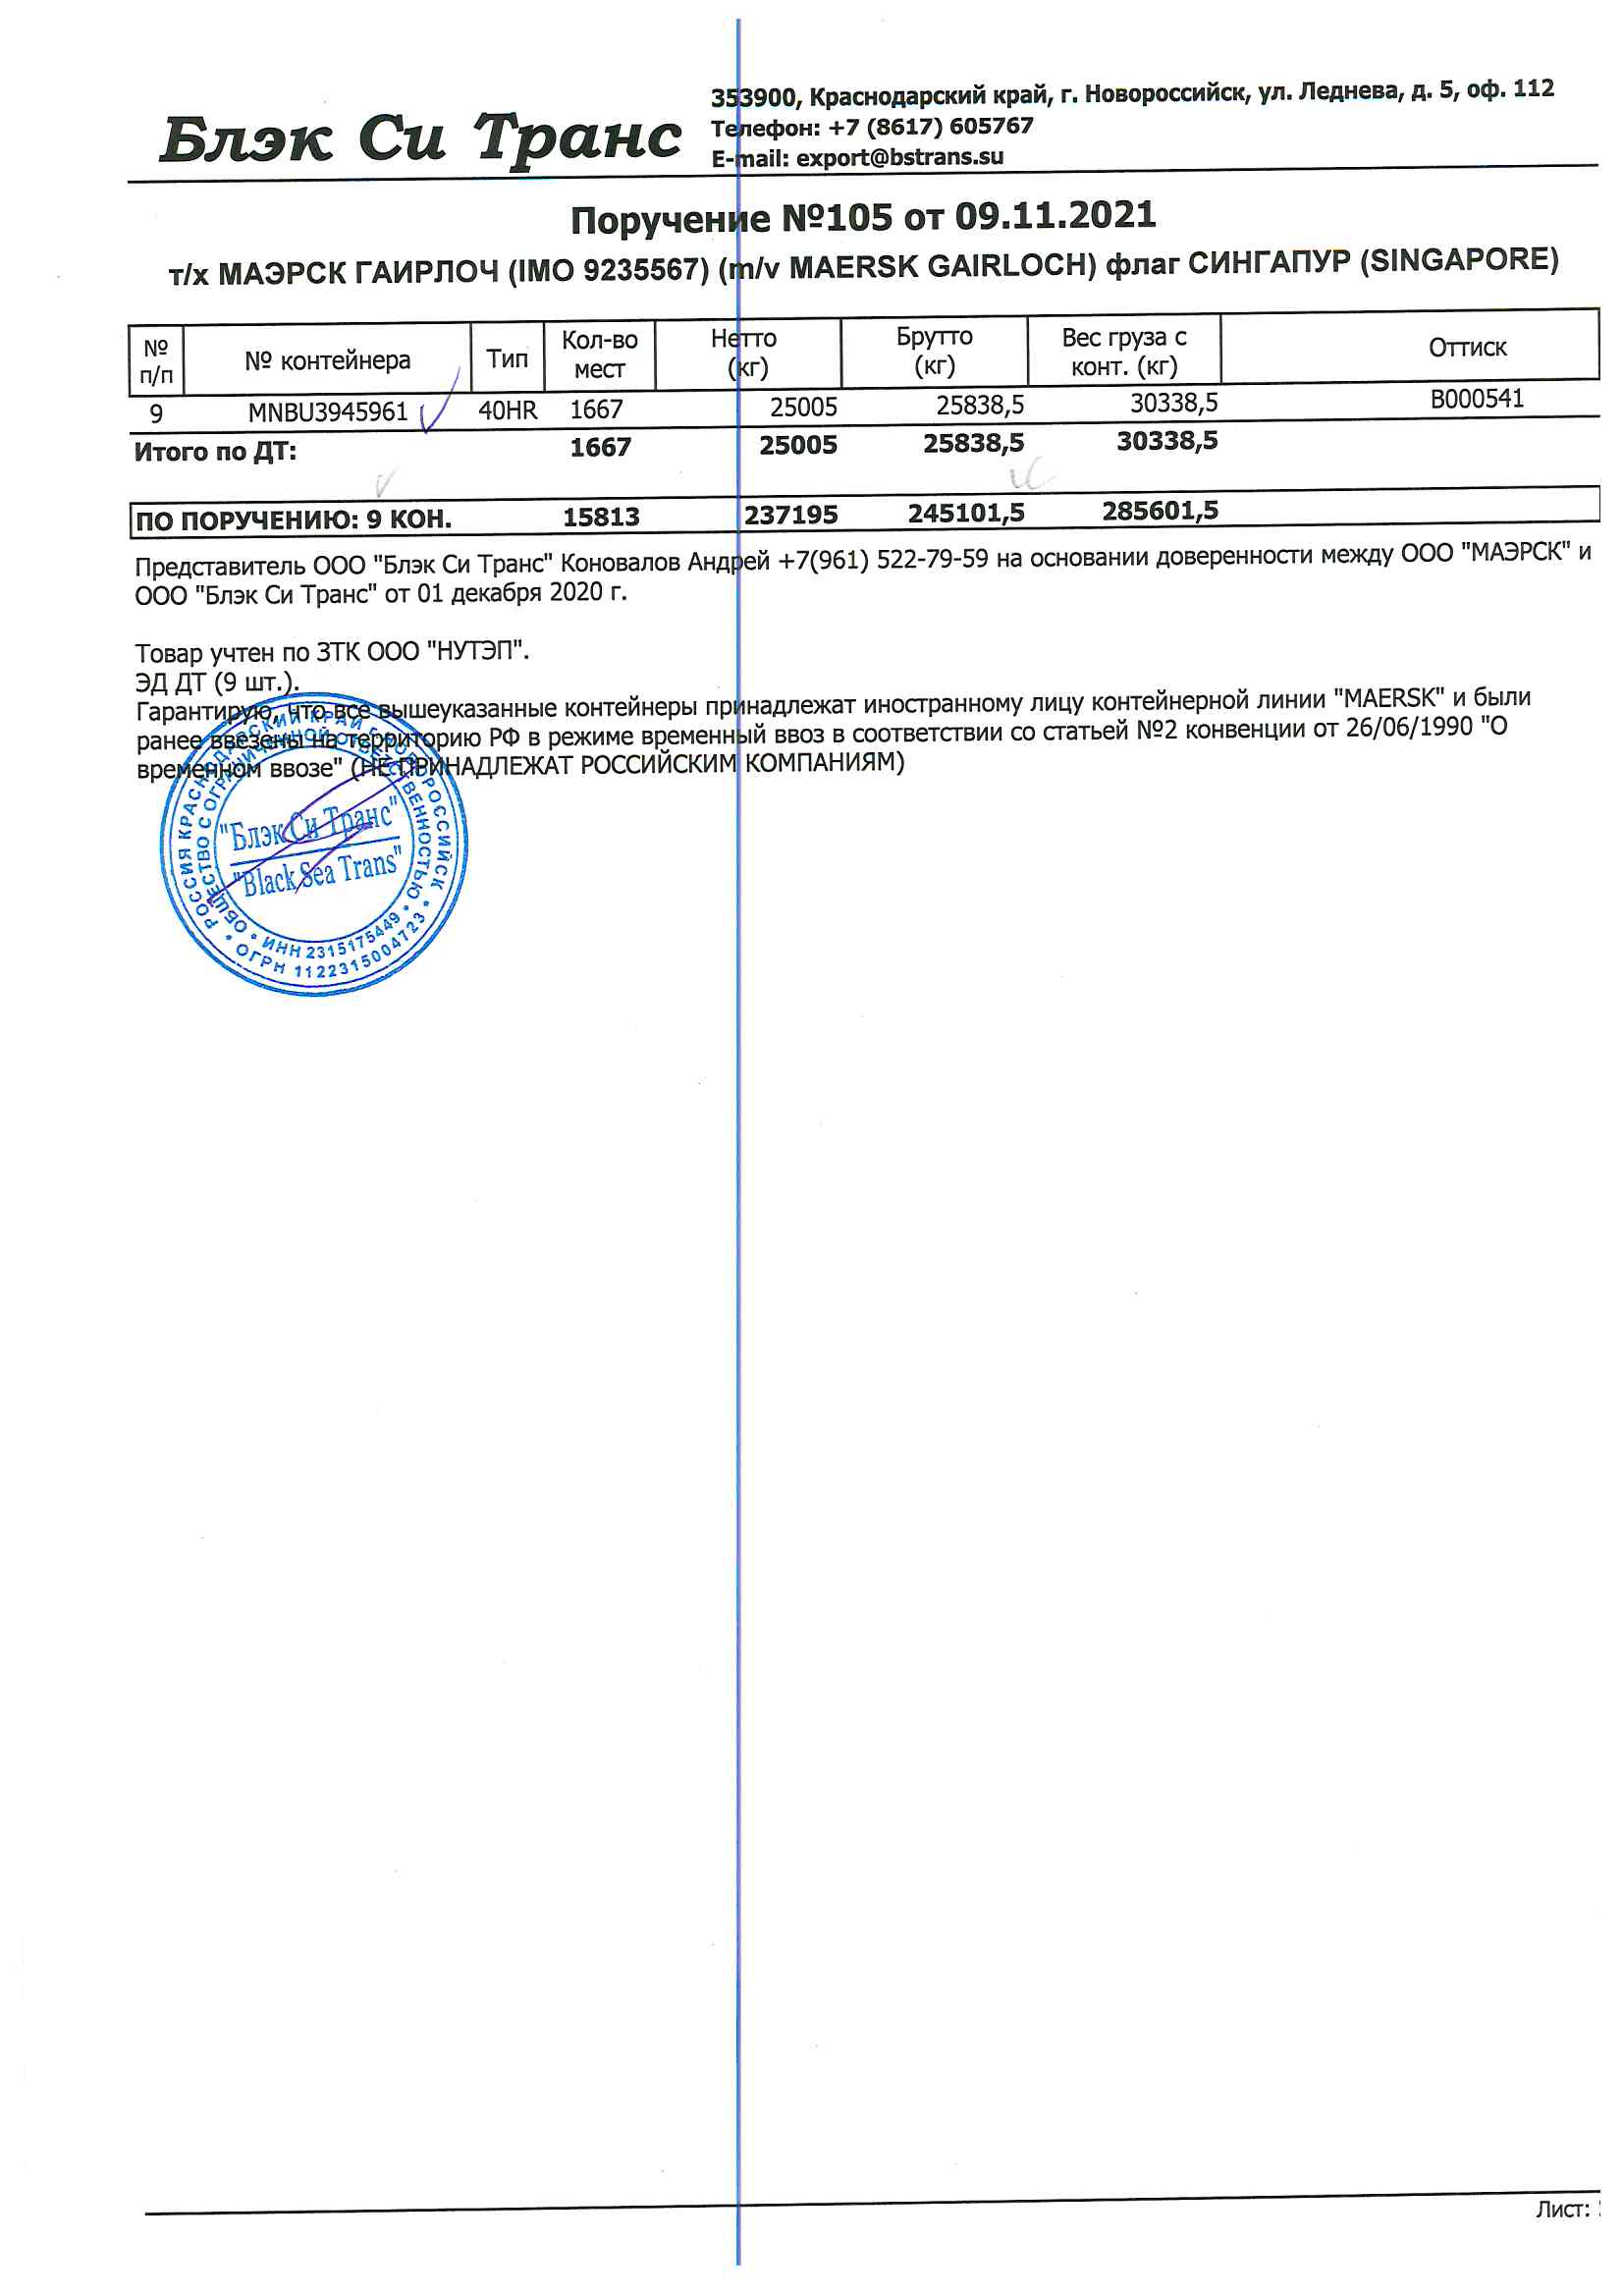 Блэк Си Транс
353900, Краснодарский край, г. Новороссийск, ул. Леднева, д. 5, оф. 112
Телефон: +7 (8617) 605767
E-mail: export@bstrans.su
Поручение №105 от 09.11.2021
т/х МАЭРСК ГАИРЛОЧ (IMO 9235567) (m/v MAERSK GAIRLOCH) флаг СИНГАПУР (SINGAPORE)
№ п/п № контейнера Тип Кол-во мест Нетто (кг) Брутто (кг) Вес груза с конт. (кг) Оттиск
9 MNBU3945961 40HR 1667 25005 25838,5 30338,5 B000541
Итого по ДТ: 1667 25005 25838,5 30338,5
ПО ПОРУЧЕНИЮ: 9 КОН. 15813 237195 245101,5 285601,5
Представитель ООО "Блэк Си Транс" Коновалов Андрей +7(961) 522-79-59 на основании доверенности между ООО "МАЭРСК" и
ООО "Блэк Си Транс" от 01 декабря 2020 г.
Товар учтен по ЗТК ООО "НУТЭП".
ЭД ДТ (9 шт.).
Гарантирую, что все вышеуказанные контейнеры принадлежат иностранному лицу контейнерной линии "MAERSK" и были
ранее ввезены на территорию РФ в режиме временный ввоз в соответствии со статьей №2 конвенции от 26/06/1990 "О
временном ввозе" (НЕ ПРИНАДЛЕЖАТ РОССИЙСКИМ КОМПАНИЯМ)
РОССИЯ КРАСНОДАРСКИЙ КРАЙ г. НОВОРОССИЙСК
• ОГРН 1122315004723 •
ОБЩЕСТВО С ОГРАНИЧЕННОЙ ОТВЕТСТВЕННОСТЬЮ
• ИНН 2315175449 •
"Блэк Си Транс"
"Black Sea Trans"
Лист: